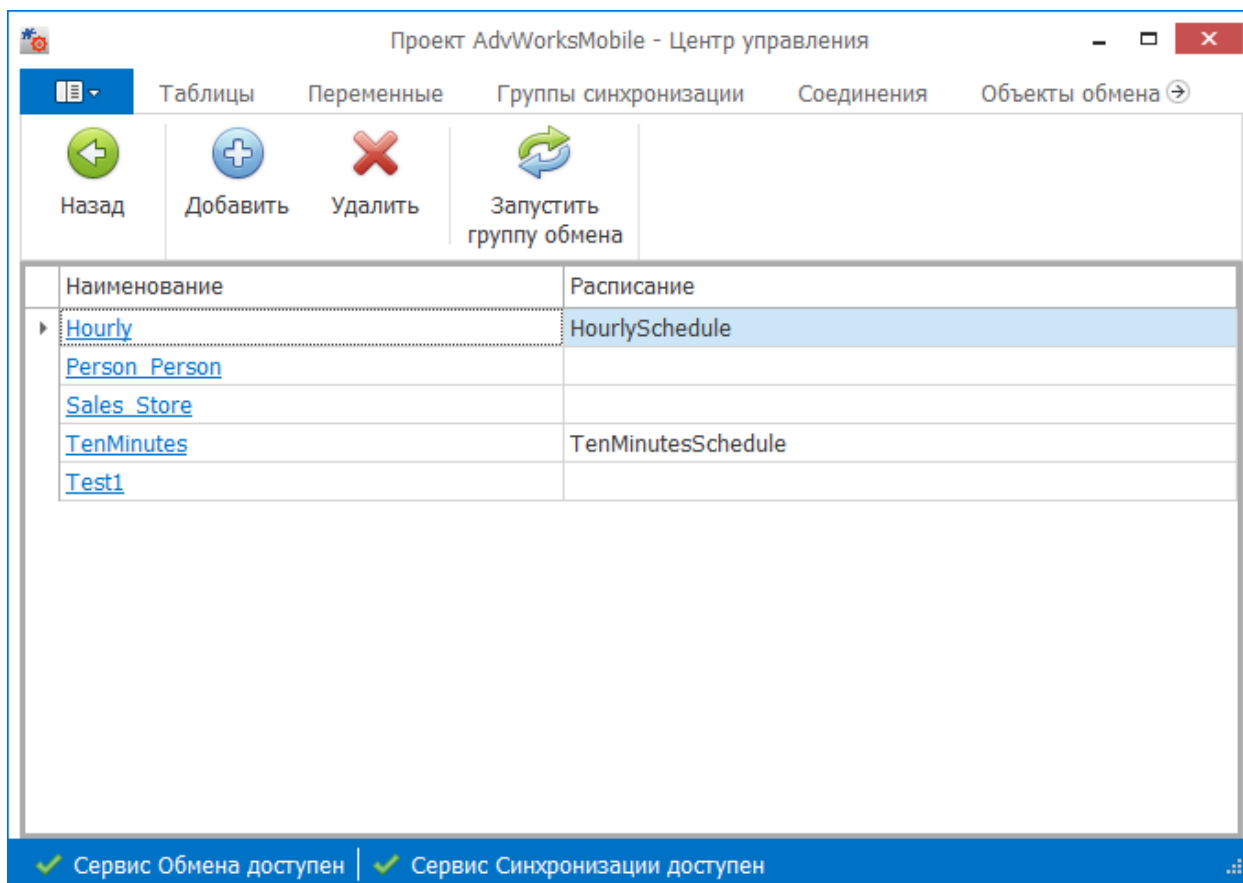 Проект AdvWorksMobile - Центр управления
Таблицы Переменные Группы синхронизации Соединения Объекты обмена
Назад Добавить Удалить Запустить
группу обмена
Наименование Расписание
Hourly HourlySchedule
Person_Person
Sales_Store
TenMinutes TenMinutesSchedule
Test1
Сервис Обмена доступен Сервис Синхронизации доступен